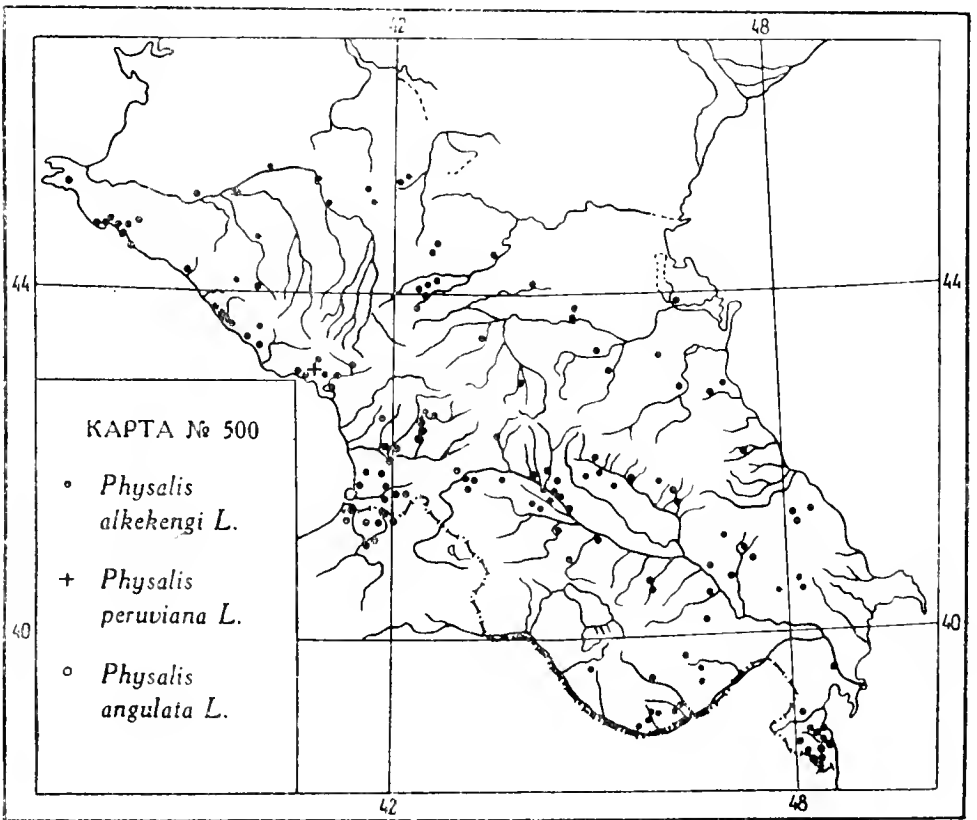 42 48
44 44
КАРТА № 500
Physalis
alkekengi L.
+ Physalis
peruviana L.
Physalis
angulata L.
40 40
42 48